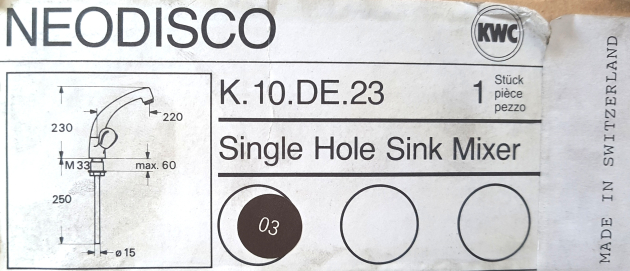 NEODISCO
KWC
K.10.DE.23
1 Stück
pièce
pezzo
Single Hole Sink Mixer
230
220
M 33
max. 60
250
ø 15
03
MADE IN SWITZERLAND